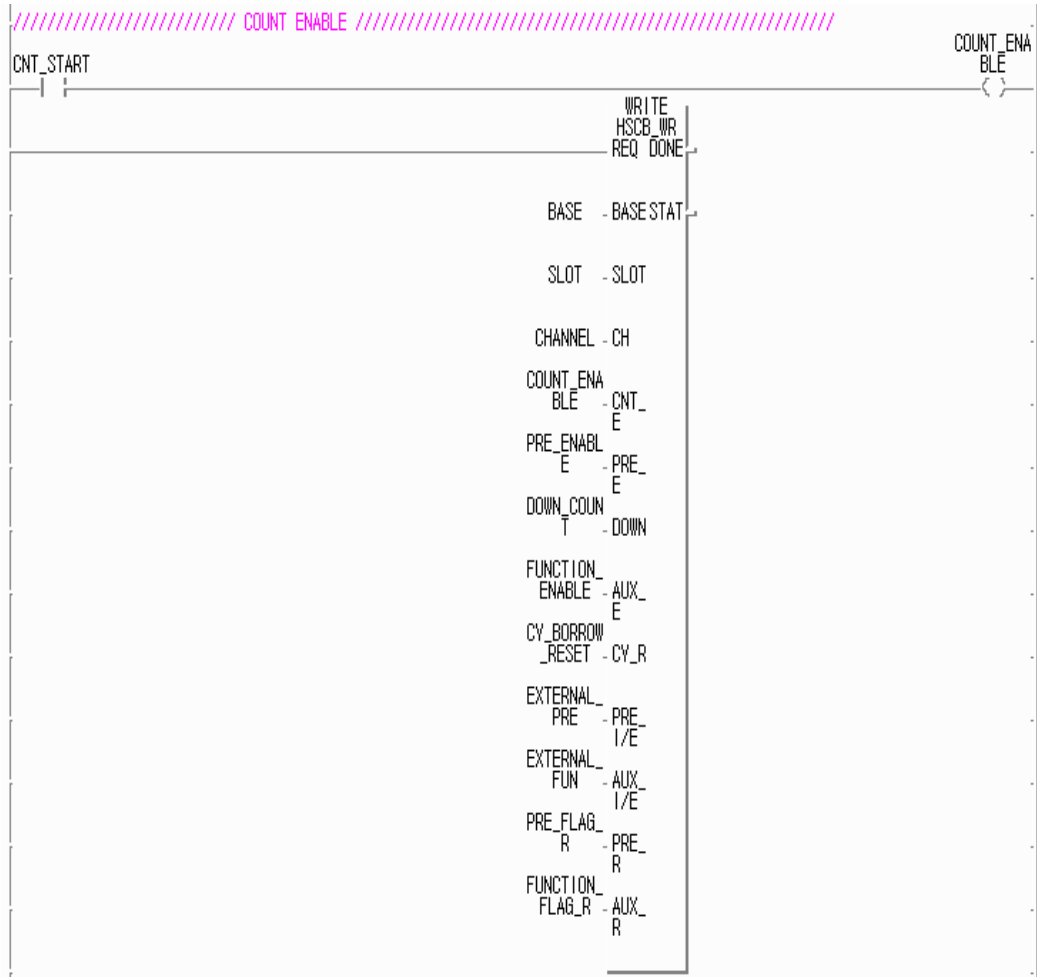 ////////////////////////// COUNT ENABLE ////////////////////////////////////////////////////////
COUNT_ENA
BLE
CNT_START
WRITE
HSCB_WR
REQ DONE
BASE BASE STAT
SLOT SLOT
CHANNEL CH
COUNT_ENA
BLE CNT_
E
PRE_ENABL
E PRE_
E
DOWN_COUN
T DOWN
FUNCTION_
ENABLE AUX_
E
CY_BORROW
_RESET CY_R
EXTERNAL_
PRE PRE_
I/E
EXTERNAL_
FUN AUX_
I/E
PRE_FLAG_
R PRE_
R
FUNCTION_
FLAG_R AUX_
R